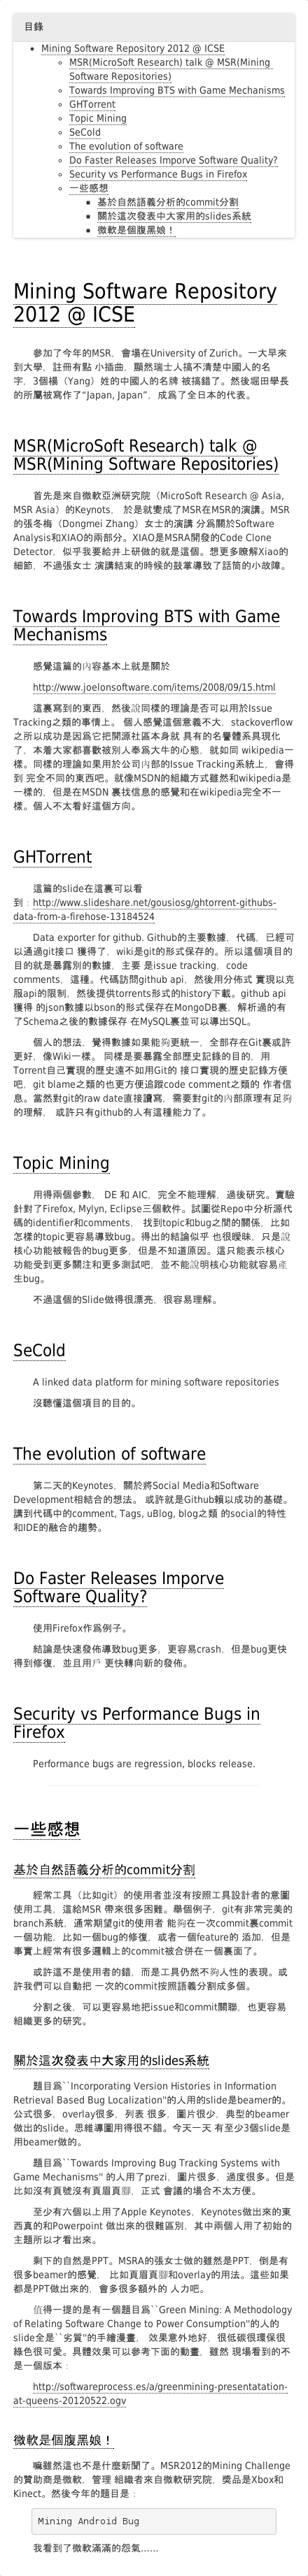 目錄
Mining Software Repository 2012 @ ICSE
MSR(MicroSoft Research) talk @ MSR(Mining
Software Repositories)
Towards Improving BTS with Game Mechanisms
GHTorrent
Topic Mining
SeCold
The evolution of software
Do Faster Releases Imporve Software Quality?
Security vs Performance Bugs in Firefox
一些感想
基於自然語義分析的commit分割
關於這次發表中大家用的slides系統
微軟是個腹黑娘！
Mining Software Repository
2012 @ ICSE
參加了今年的MSR，會場在University of Zurich。一大早來
到大學，註冊有點 小插曲，顯然瑞士人搞不清楚中國人的名
字，3個楊（Yang）姓的中國人的名牌 被搞錯了。然後堀田學長
的所屬被寫作了“Japan, Japan”，成爲了全日本的代表。
MSR(MicroSoft Research) talk @
MSR(Mining Software Repositories)
首先是來自微軟亞洲研究院（MicroSoft Research @ Asia,
MSR Asia）的Keynots，於是就變成了MSR在MSR的演講。MSR
的張冬梅（Dongmei Zhang）女士的演講 分爲關於Software
Analysis和XIAO的兩部分。XIAO是MSRA開發的Code Clone
Detector，似乎我要給井上研做的就是這個。想更多瞭解Xiao的
細節，不過張女士 演講結束的時候的鼓掌導致了話筒的小故障。
Towards Improving BTS with Game
Mechanisms
感覺這篇的內容基本上就是關於
http://www.joelonsoftware.com/items/2008/09/15.html
這裏寫到的東西，然後說同樣的理論是否可以用於Issue
Tracking之類的事情上。 個人感覺這個意義不大，stackoverflow
之所以成功是因爲它把開源社區本身就 具有的名譽體系具現化
了，本着大家都喜歡被別人奉爲大牛的心態，就如同 wikipedia一
樣。同樣的理論如果用於公司內部的Issue Tracking系統上，會得
到 完全不同的東西吧。就像MSDN的組織方式雖然和wikipedia是
一樣的，但是在MSDN 裏找信息的感覺和在wikipedia完全不一
樣。個人不太看好這個方向。
GHTorrent
這篇的slide在這裏可以看
到：http://www.slideshare.net/gousiosg/ghtorrent-githubs-
data-from-a-firehose-13184524
Data exporter for github. Github的主要數據，代碼，已經可
以通過git接口 獲得了，wiki是git的形式保存的。所以這個項目的
目的就是暴露別的數據，主要 是issue tracking，code
comments，這種。代碼訪問github api，然後用分佈式 實現以克
服api的限制，然後提供torrents形式的history下載。github api
獲得 的json數據以bson的形式保存在MongoDB裏，解析過的有
了Schema之後的數據保存 在MySQL裏並可以導出SQL。
個人的想法，覺得數據如果能夠更統一，全部存在Git裏或許
更好，像Wiki一樣。 同樣是要暴露全部歷史記錄的目的，用
Torrent自己實現的歷史遠不如用Git的 接口實現的歷史記錄方便
吧，git blame之類的也更方便追蹤code comment之類的 作者信
息。當然對git的raw date直接讀寫，需要對git的內部原理有足夠
的理解， 或許只有github的人有這種能力了。
Topic Mining
用得兩個參數， DE 和 AIC，完全不能理解，過後研究。實驗
針對了Firefox, Mylyn, Eclipse三個軟件。試圖從Repo中分析源代
碼的identifier和comments， 找到topic和bug之間的關係，比如
怎樣的topic更容易導致bug。得出的結論似乎 也很曖昧，只是說
核心功能被報告的bug更多，但是不知道原因。這只能表示核心
功能受到更多關注和更多測試吧，並不能說明核心功能就容易產
生bug。
不過這個的Slide做得很漂亮，很容易理解。
SeCold
A linked data platform for mining software repositories
沒聽懂這個項目的目的。
The evolution of software
第二天的Keynotes，關於將Social Media和Software
Development相結合的想法。 或許就是Github賴以成功的基礎。
講到代碼中的comment, Tags, uBlog, blog之類 的social的特性
和IDE的融合的趨勢。
Do Faster Releases Imporve
Software Quality?
使用Firefox作爲例子。
結論是快速發佈導致bug更多，更容易crash，但是bug更快
得到修復，並且用戶 更快轉向新的發佈。
Security vs Performance Bugs in
Firefox
Performance bugs are regression, blocks release.
一些感想
基於自然語義分析的commit分割
經常工具（比如git）的使用者並沒有按照工具設計者的意圖
使用工具，這給MSR 帶來很多困難。舉個例子，git有非常完美的
branch系統，通常期望git的使用者 能夠在一次commit裏commit
一個功能，比如一個bug的修復，或者一個feature的 添加，但是
事實上經常有很多邏輯上的commit被合併在一個裏面了。
或許這不是使用者的錯，而是工具仍然不夠人性的表現。或
許我們可以自動把 一次的commit按照語義分割成多個。
分割之後，可以更容易地把issue和commit關聯，也更容易
組織更多的研究。
關於這次發表中大家用的slides系統
題目爲``Incorporating Version Histories in Information
Retrieval Based Bug Localization''的人用的slide是beamer的。
公式很多，overlay很多，列表 很多，圖片很少，典型的beamer
做出的slide。思維導圖用得很不錯。今天一天 有至少3個slide是
用beamer做的。
題目爲``Towards Improving Bug Tracking Systems with
Game Mechanisms'' 的人用了prezi，圖片很多，過度很多。但是
比如沒有頁號沒有頁眉頁腳，正式 會議的場合不太方便。
至少有六個以上用了Apple Keynotes，Keynotes做出來的東
西真的和Powerpoint 做出來的很難區別，其中兩個人用了初始的
主題所以才看出來。
剩下的自然是PPT。MSRA的張女士做的雖然是PPT，倒是有
很多beamer的感覺， 比如頁眉頁腳和overlay的用法。這些如果
都是PPT做出來的，會多很多額外的 人力吧。
值得一提的是有一個題目爲``Green Mining: A Methodology
of Relating Software Change to Power Consumption''的人的
slide全是``劣質''的手繪漫畫， 效果意外地好，很低碳很環保很
綠色很可愛。具體效果可以參考下面的動畫，雖然 現場看到的不
是一個版本：
http://softwareprocess.es/a/greenmining-presentatation-
at-queens-20120522.ogv
微軟是個腹黑娘！
嘛雖然這也不是什麼新聞了。MSR2012的Mining Challenge
的贊助商是微軟，管理 組織者來自微軟研究院，獎品是Xbox和
Kinect。然後今年的題目是：
Mining Android Bug
我看到了微軟滿滿的怨氣……